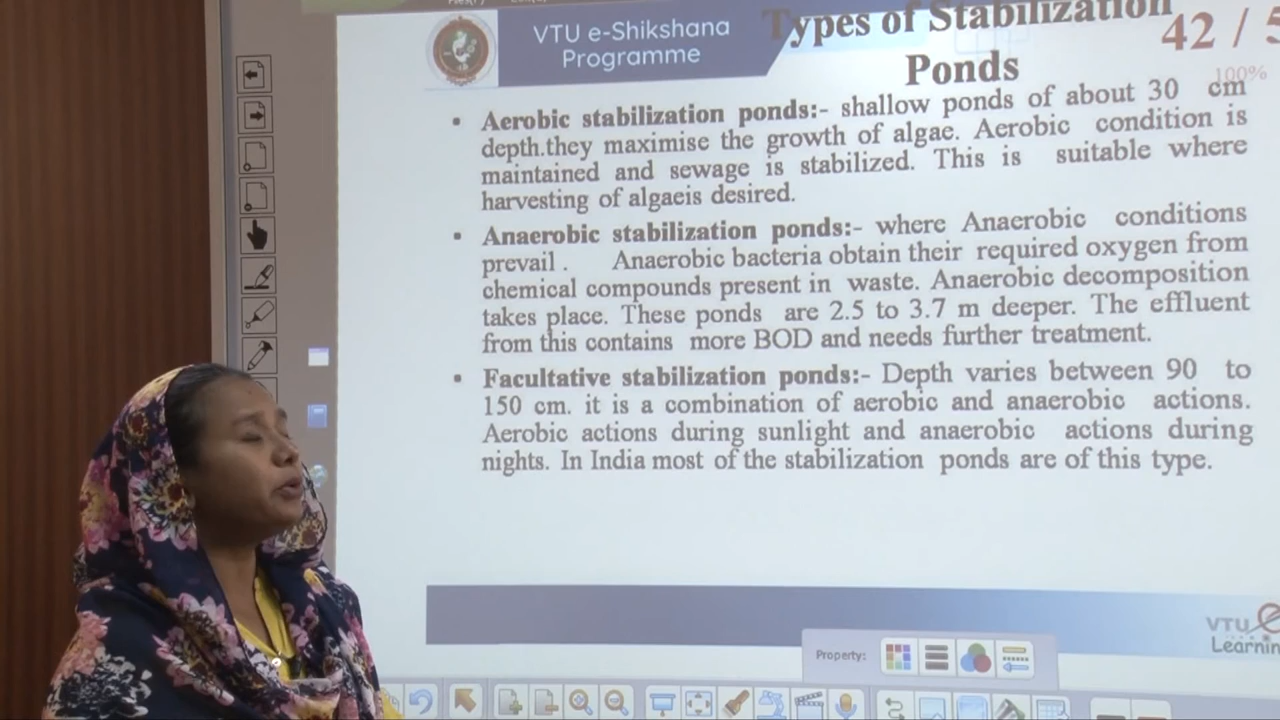 VTU e-Shikshana
Programme
Types of Stabilization
Ponds
42 / 5
100%
▪ Aerobic stabilization ponds:- shallow ponds of about 30 cm
depth.they maximise the growth of algae. Aerobic condition is
maintained and sewage is stabilized. This is suitable where
harvesting of algaeis desired.
▪ Anaerobic stabilization ponds:- where Anaerobic conditions
prevail . Anaerobic bacteria obtain their required oxygen from
chemical compounds present in waste. Anaerobic decomposition
takes place. These ponds are 2.5 to 3.7 m deeper. The effluent
from this contains more BOD and needs further treatment.
▪ Facultative stabilization ponds:- Depth varies between 90 to
150 cm. it is a combination of aerobic and anaerobic actions.
Aerobic actions during sunlight and anaerobic actions during
nights. In India most of the stabilization ponds are of this type.
VTU
Learnin
Property: